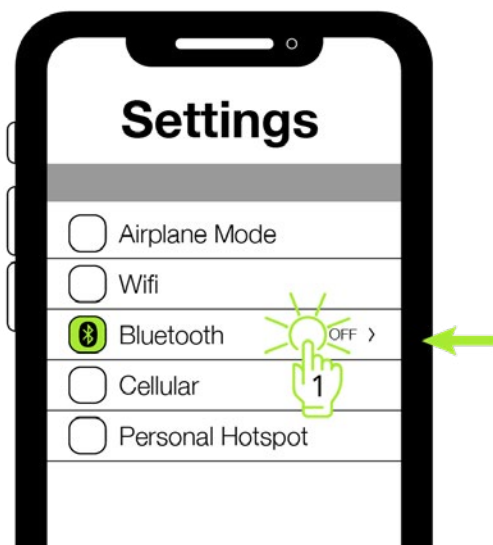 Settings
Airplane Mode
Wifi
Bluetooth OFF >
1
Cellular
Personal Hotspot